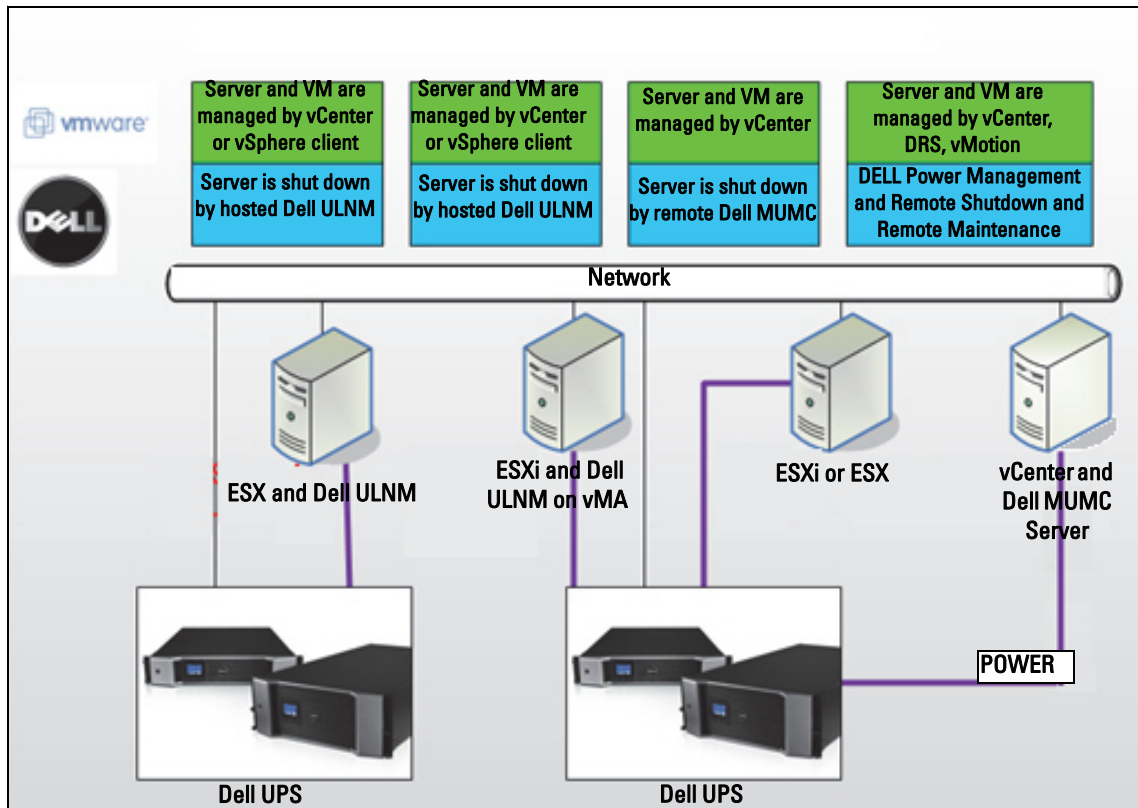 Server and VM are
managed by vCenter
or vSphere client
Server is shut down
by hosted Dell ULNM
Server and VM are
managed by vCenter
or vSphere client
Server is shut down
by hosted Dell ULNM
Server and VM are
managed by vCenter
Server is shut down
by remote Dell MUMC
Server and VM are
managed by vCenter,
DRS, vMotion
DELL Power Management
and Remote Shutdown and
Remote Maintenance
vmware
DELL
Network
ESX and Dell ULNM
ESXi and Dell
ULNM on vMA
ESXi or ESX
vCenter and
Dell MUMC
Server
POWER
Dell UPS
Dell UPS